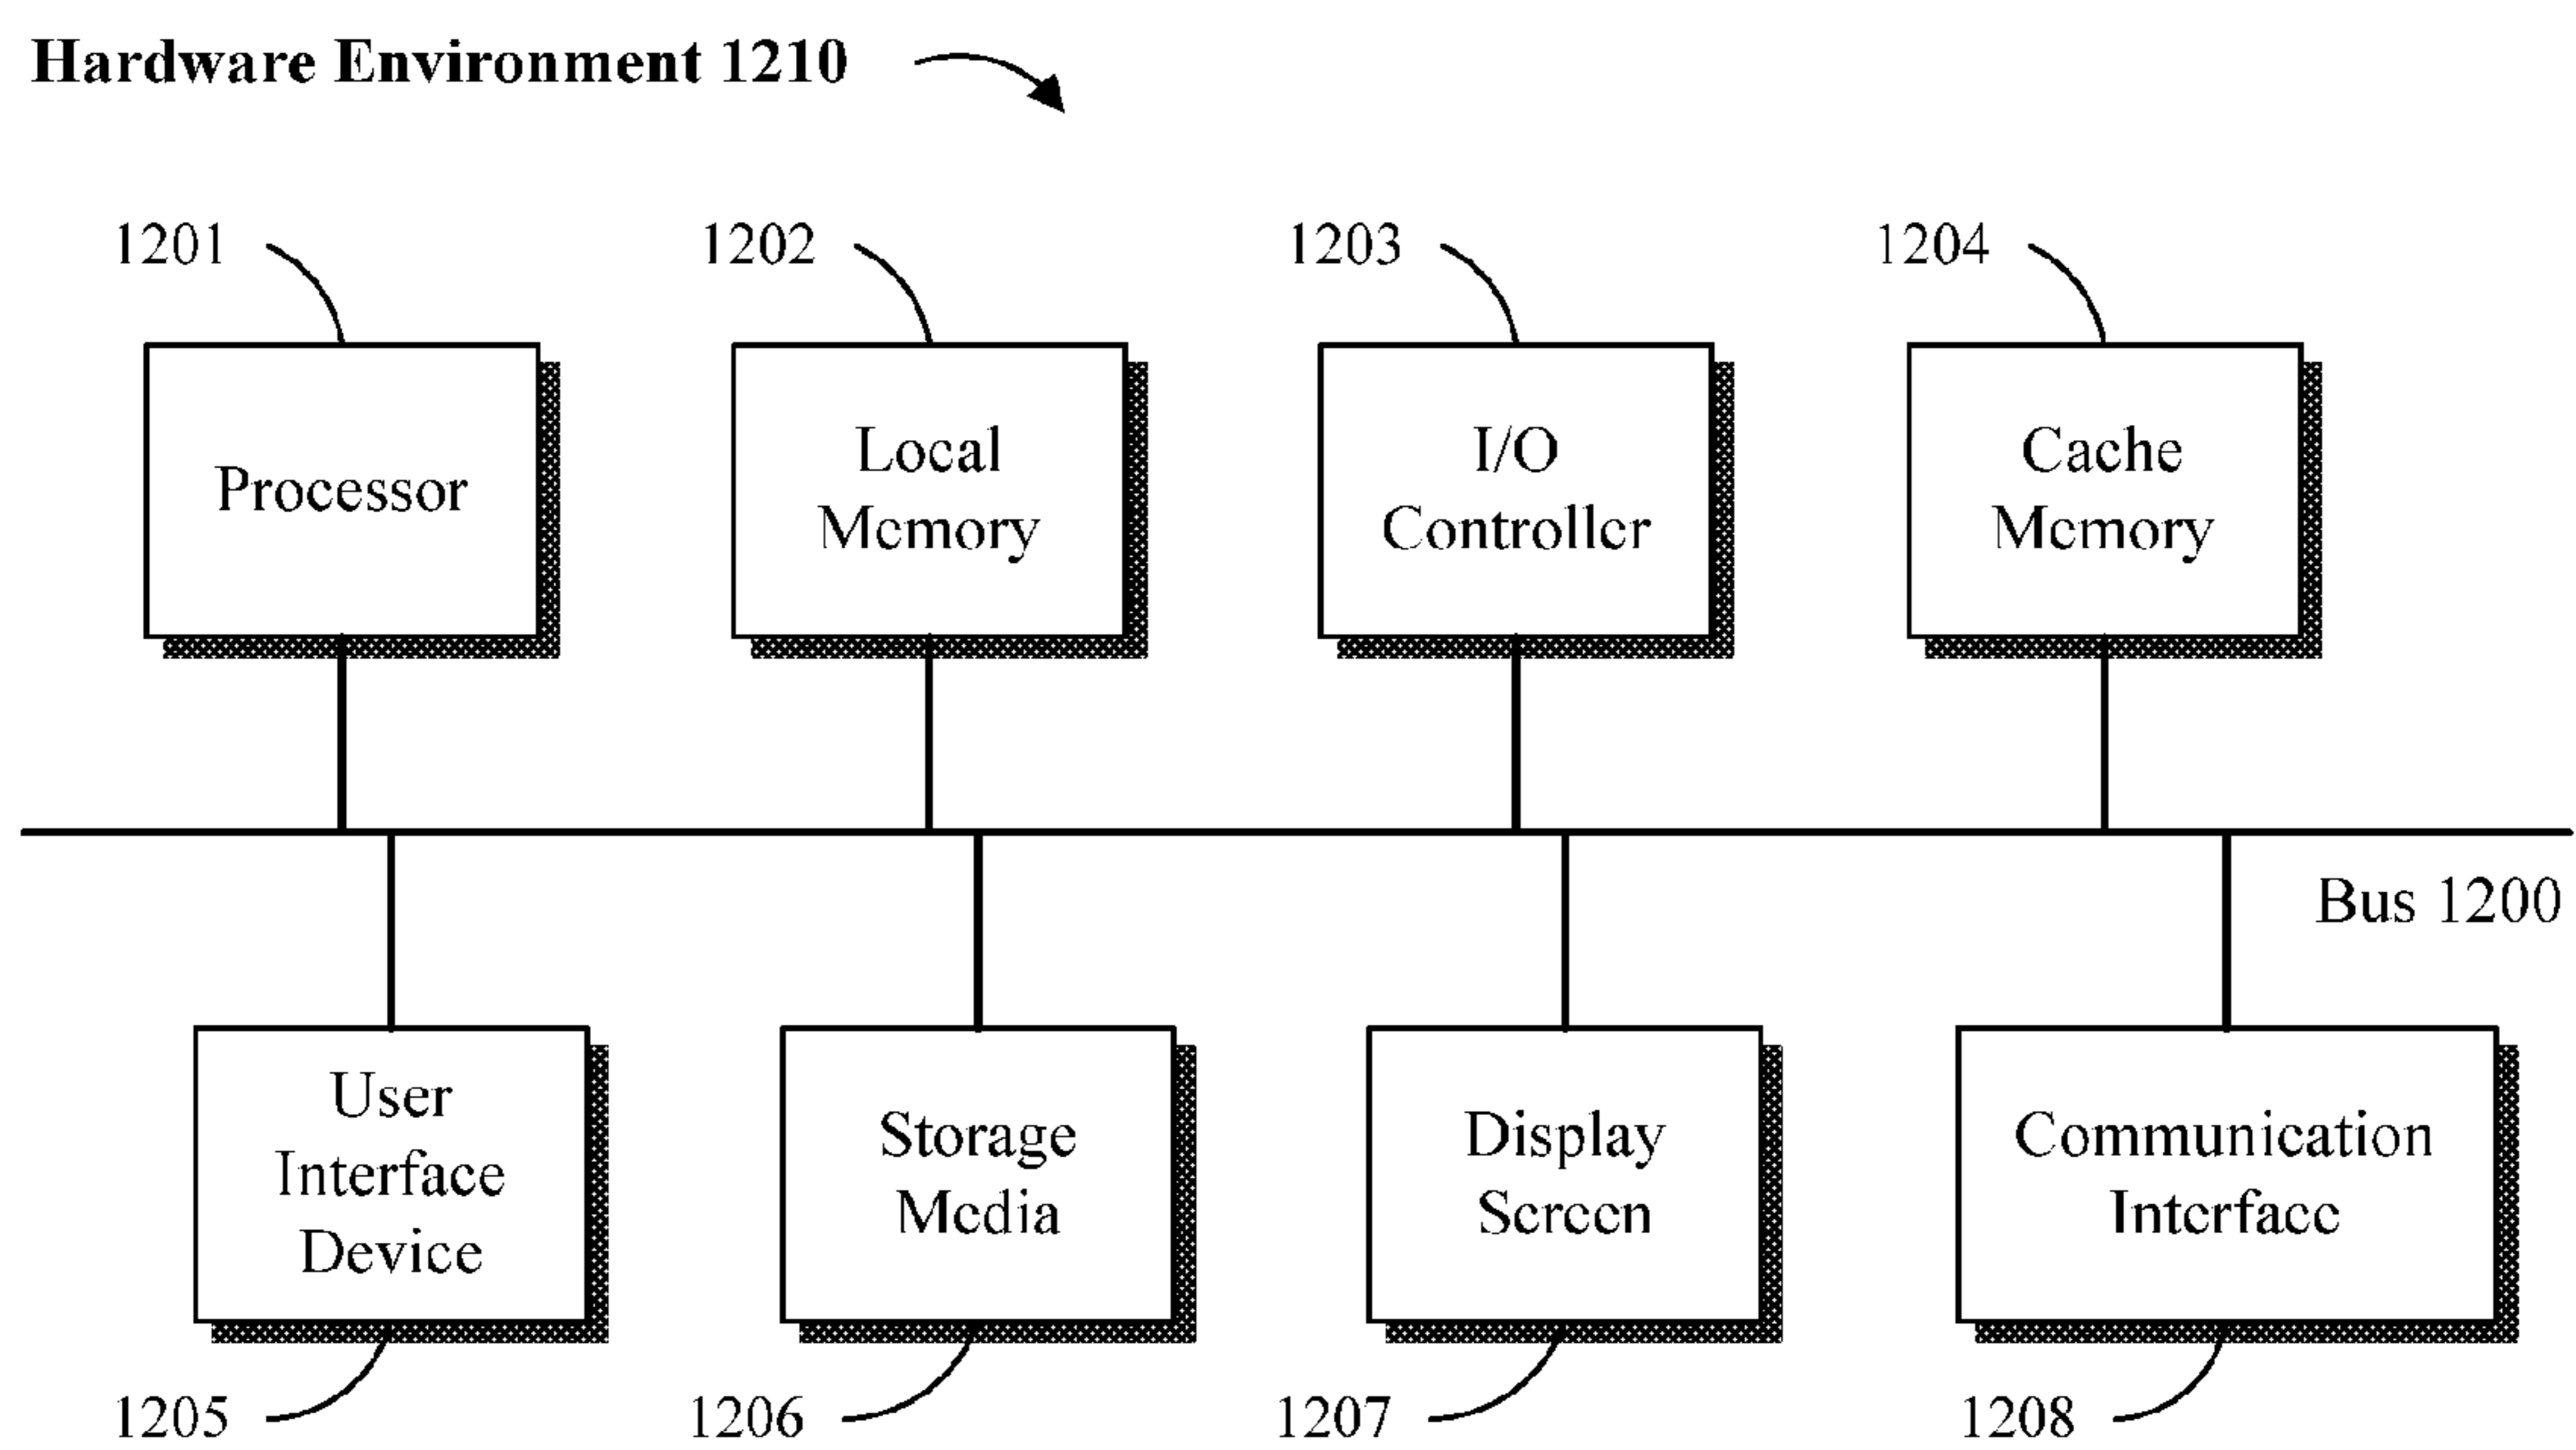 Hardware Environment 1210
1201
1202
1203
1204
Processor
Local
Memory
I/O
Controller
Cache
Memory
Bus 1200
User
Interface
Device
Storage
Media
Display
Screen
Communication
Interface
1205
1206
1207
1208